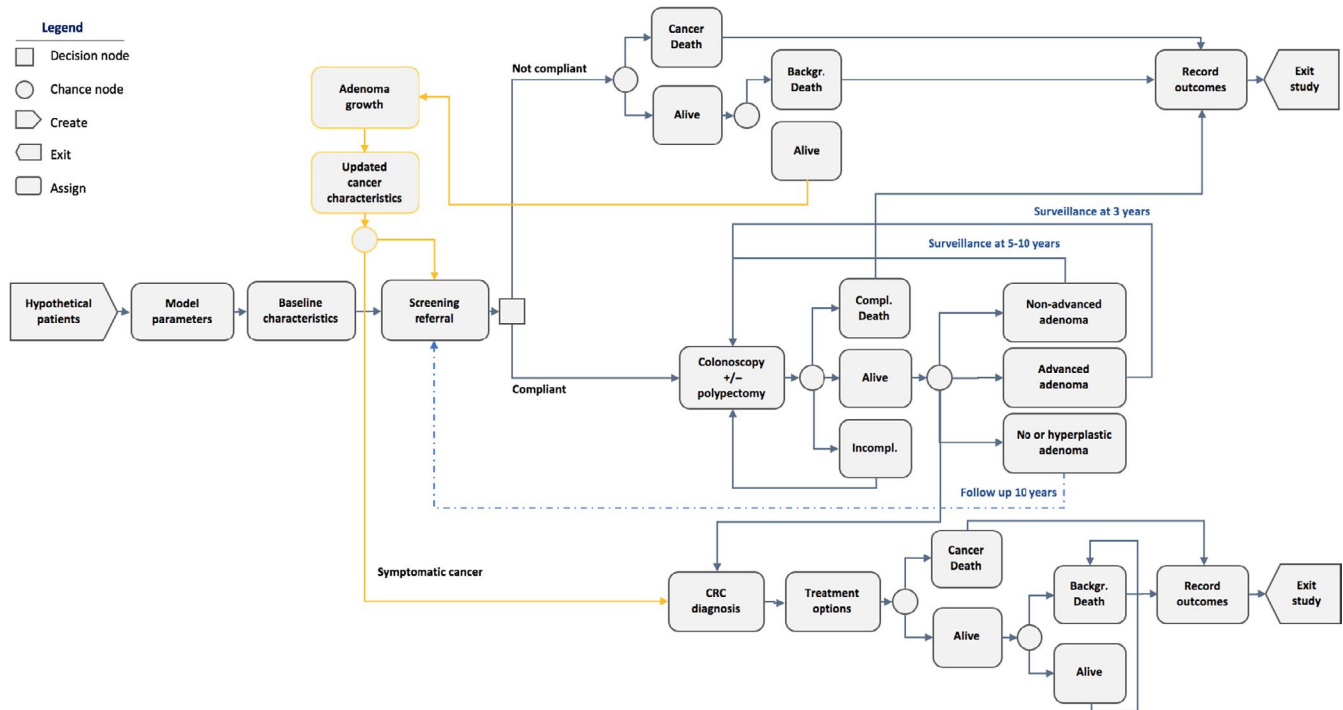 Legend
Decision node
Chance node
Create
Exit
Assign
Adenoma
growth
Updated
cancer
characteristics
Not compliant
Cancer
Death
Alive
Backgr.
Death
Alive
Record
outcomes
Exit
study
Surveillance at 3 years
Surveillance at 5-10 years
Hypothetical
patients
Model
parameters
Baseline
characteristics
Screening
referral
Compliant
Colonoscopy
+/−
polypectomy
Compl.
Death
Alive
Incompl.
Non-advanced
adenoma
Advanced
adenoma
No or hyperplastic
adenoma
Follow up 10 years
Symptomatic cancer
CRC
diagnosis
Treatment
options
Cancer
Death
Alive
Backgr.
Death
Alive
Record
outcomes
Exit
study